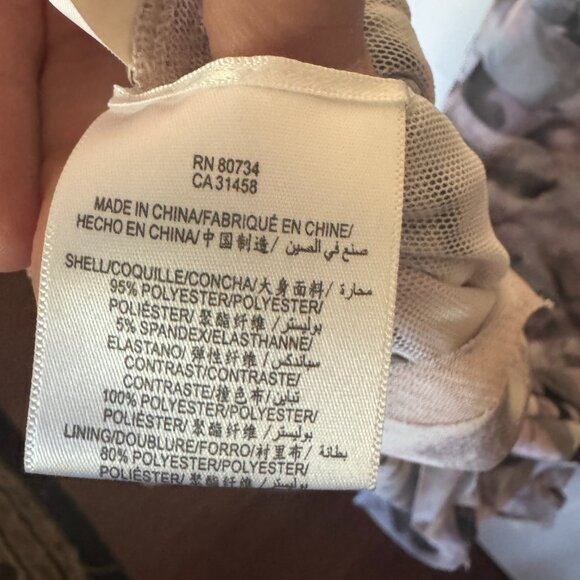 RN 80734
CA 31458
MADE IN CHINA/FABRIQUÉ EN CHINE/
HECHO EN CHINA/中国制造/ صنع في الصين
SHELL/COQUILLE/CONCHA/大身面料/ محارة
95% POLYESTER/POLYESTER/
POLIÉSTER/ 聚酯纤维 / بوليستر
5% SPANDEX/ELASTHANNE/
ELASTANO/ 弹性纤维 / سباندكس
CONTRAST/CONTRASTE/
CONTRASTE/撞色布/ تباين
100% POLYESTER/POLYESTER/
POLIÉSTER/ 聚酯纤维 / بوليستر
LINING/DOUBLURE/FORRO/衬里布/ بطانة
80% POLYESTER/POLYESTER/
POLIÉSTER/ 聚酯纤维 / بوليستر